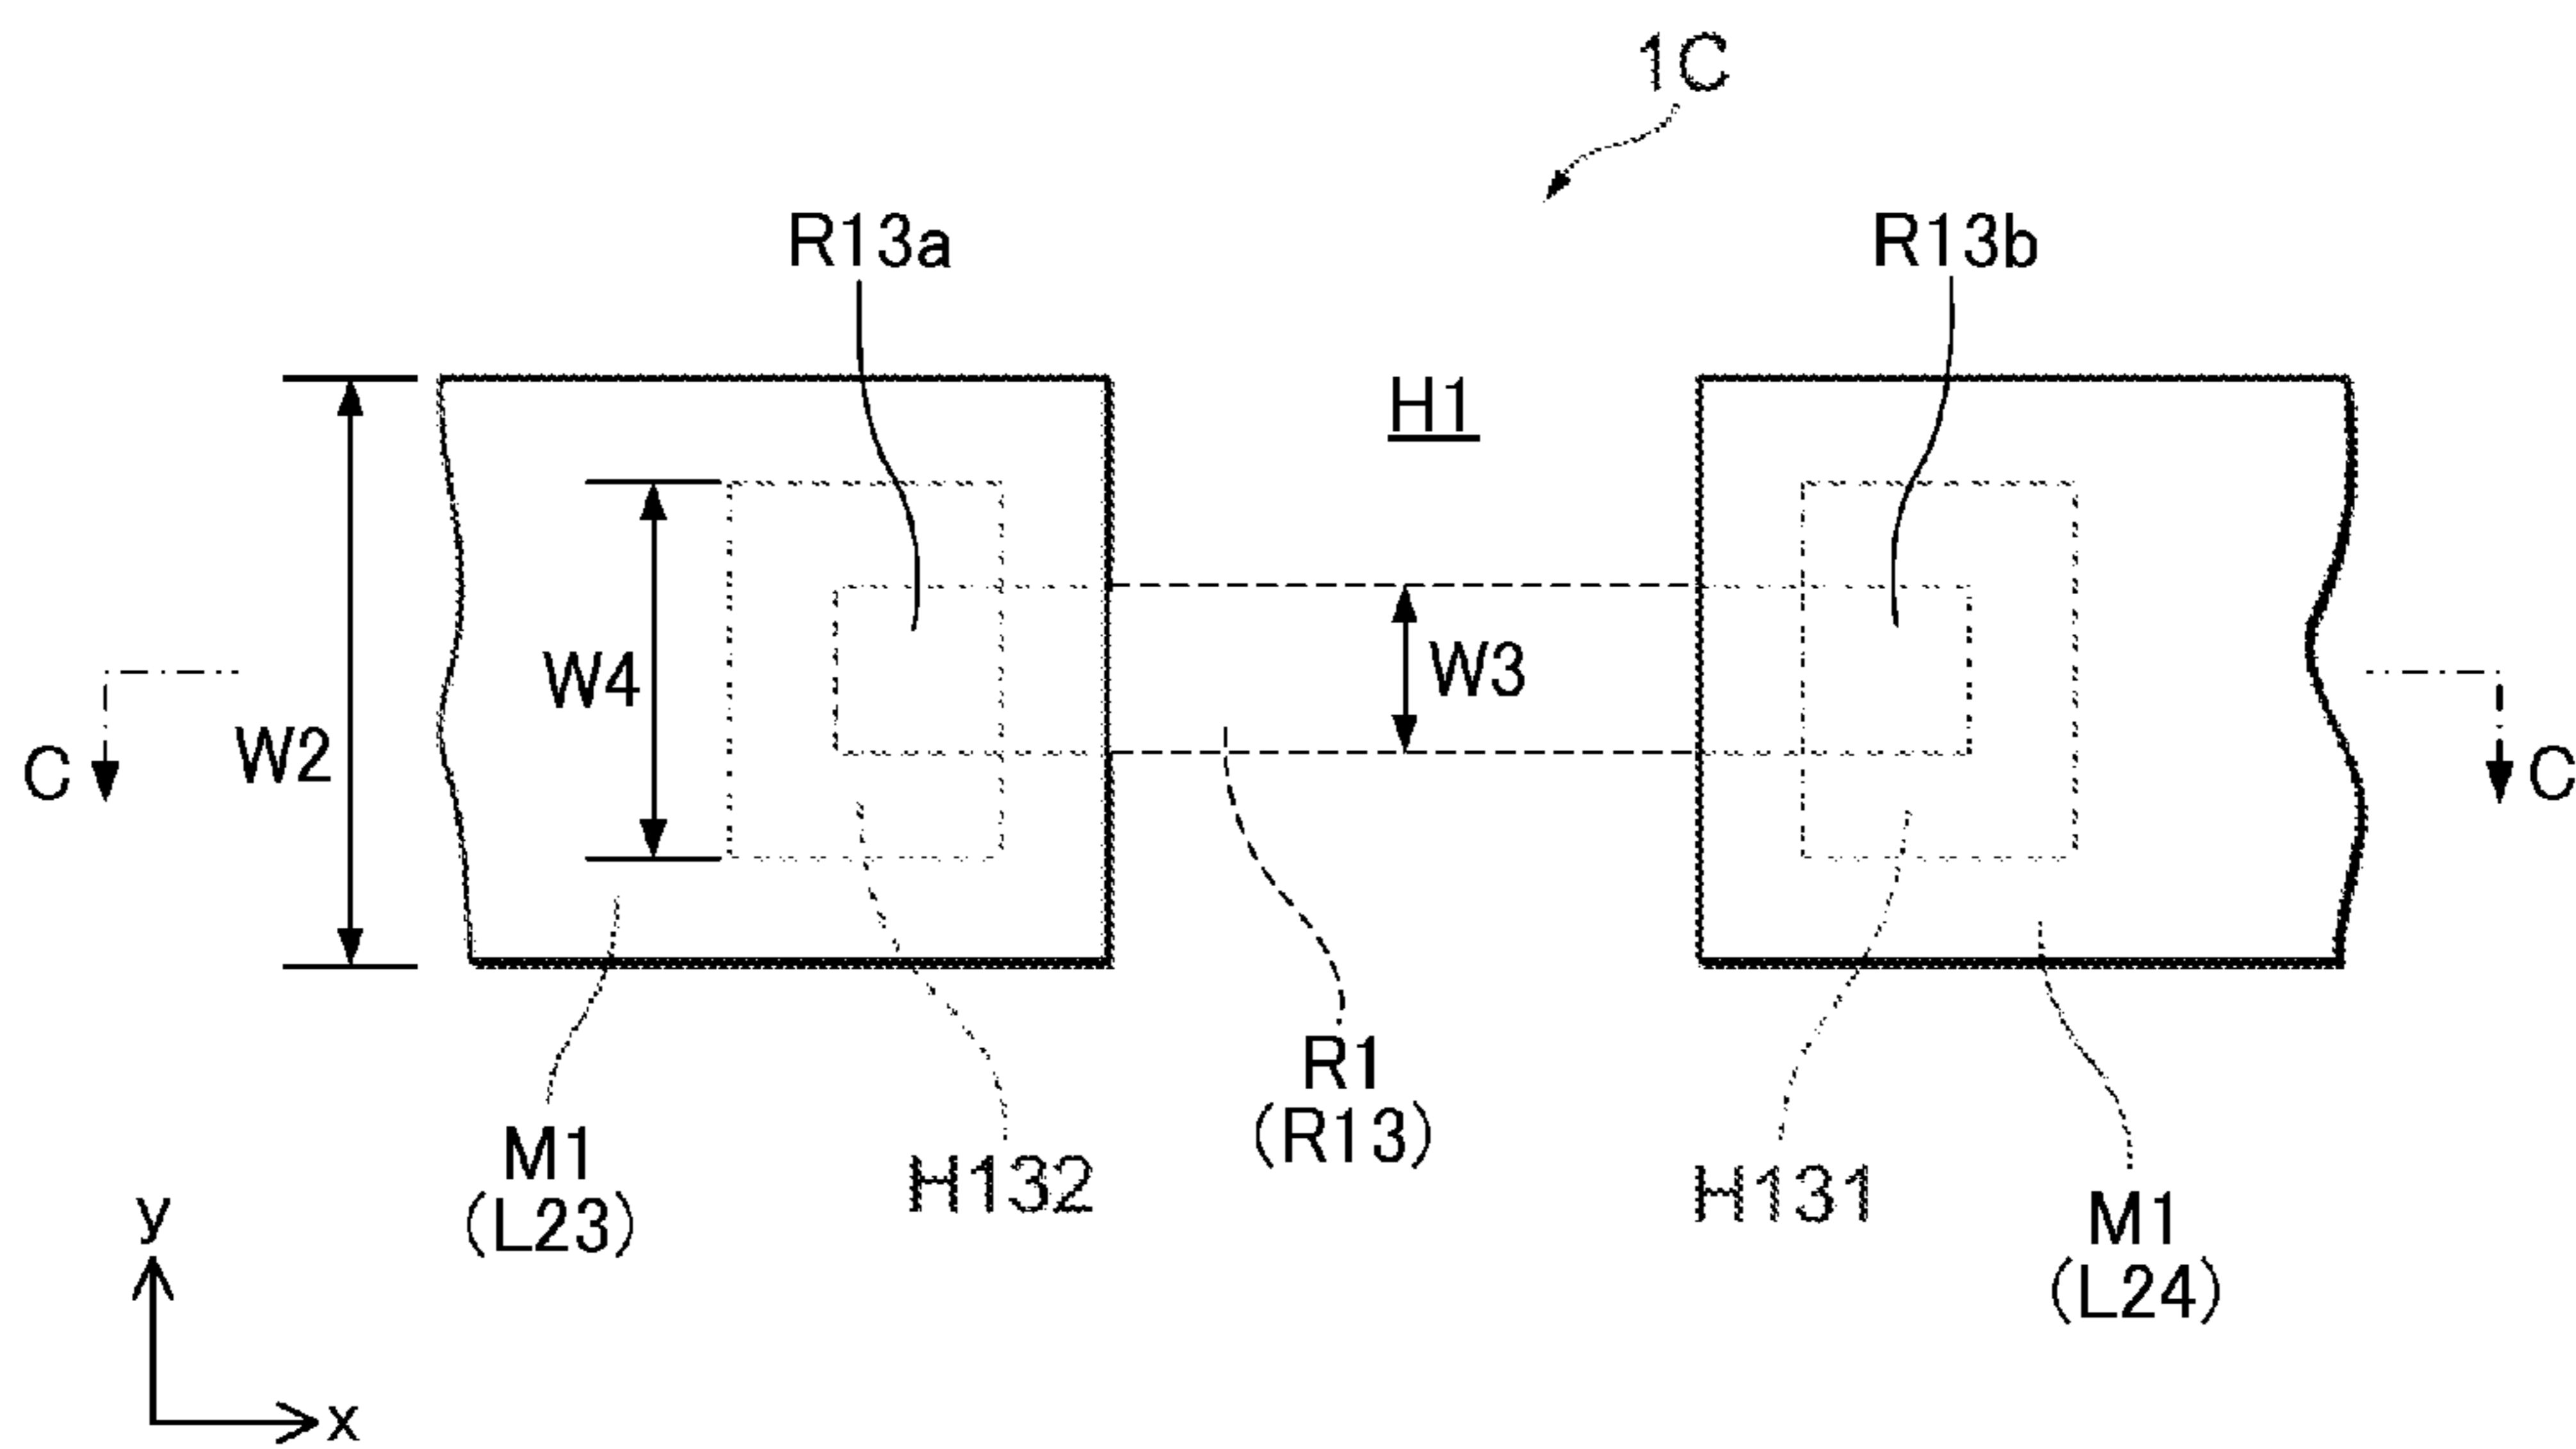 1C
R13a
R13b
H1
W4
W3
W2
C
C
R1
(R13)
M1
(L23)
H132
H131
M1
(L24)
y
x